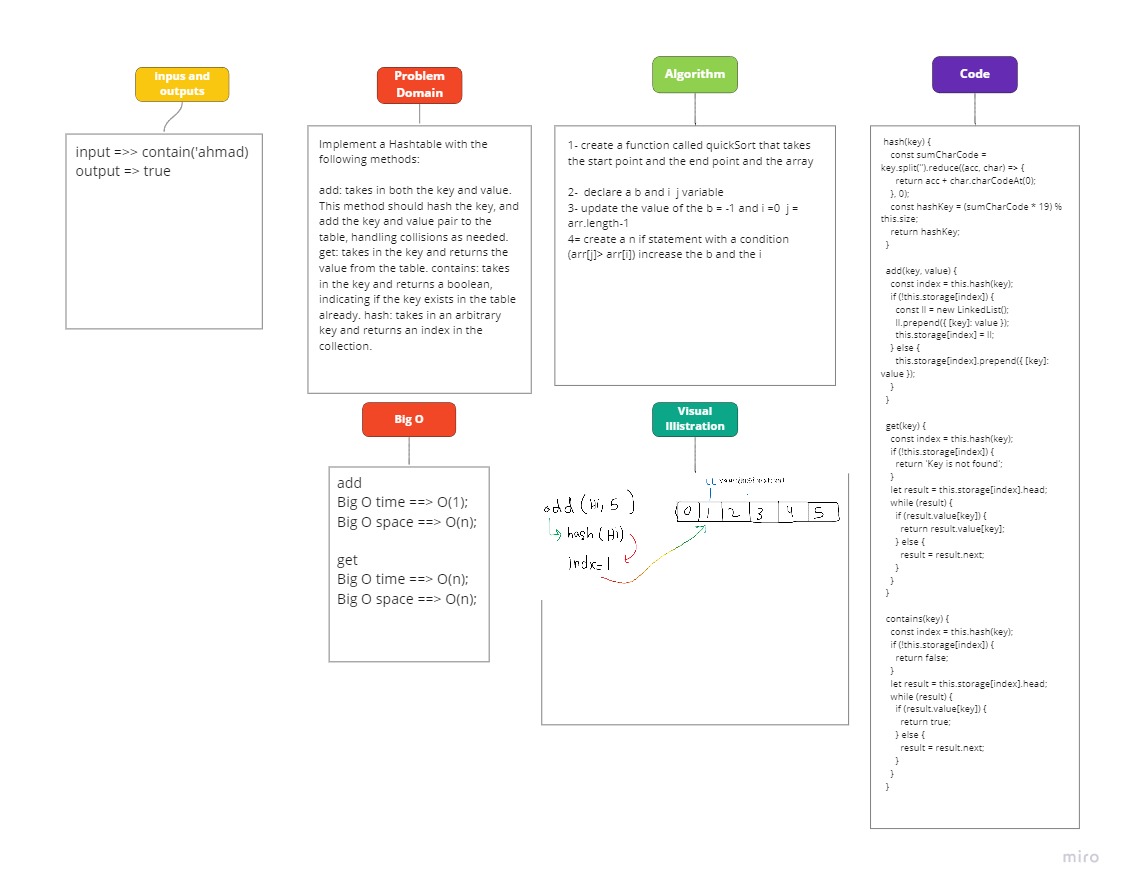 Inpus and
outputs
input =>> contain('ahmad)
output => true
Problem
Domain
Implement a Hashtable with the
following methods:
add: takes in both the key and value.
This method should hash the key, and
add the key and value pair to the
table, handling collisions as needed.
get: takes in the key and returns the
value from the table. contains: takes
in the key and returns a boolean,
indicating if the key exists in the table
already. hash: takes in an arbitrary
key and returns an index in the
collection.
Algorithm
1- create a function called quickSort that takes
the start point and the end point and the array
2- declare a b and i j variable
3- update the value of the b = -1 and i =0 j =
arr.length-1
4= create a n if statement with a condition
(arr[j]> arr[i]) increase the b and the i
Code
hash(key) {
const sumCharCode =
key.split('').reduce((acc, char) => {
return acc + char.charCodeAt(0);
}, 0);
const hashKey = (sumCharCode * 19) %
this.size;
return hashKey;
}
add(key, value) {
const index = this.hash(key);
if (!this.storage[index]) {
const ll = new LinkedList();
ll.prepend({ [key]: value });
this.storage[index] = ll;
} else {
this.storage[index].prepend({ [key]:
value });
}
}
get(key) {
const index = this.hash(key);
if (!this.storage[index]) {
return 'Key is not found';
}
let result = this.storage[index].head;
while (result) {
if (result.value[key]) {
return result.value[key];
} else {
result = result.next;
}
}
}
contains(key) {
const index = this.hash(key);
if (!this.storage[index]) {
return false;
}
let result = this.storage[index].head;
while (result) {
if (result.value[key]) {
return true;
} else {
result = result.next;
}
}
}
Big O
add
Big O time ==> O(1);
Big O space ==> O(n);
get
Big O time ==> O(n);
Big O space ==> O(n);
Visual
Illistration
LL
add (Hi, 5 )
hash (Hi)
indx=1
0 1 2 3 4 5
miro